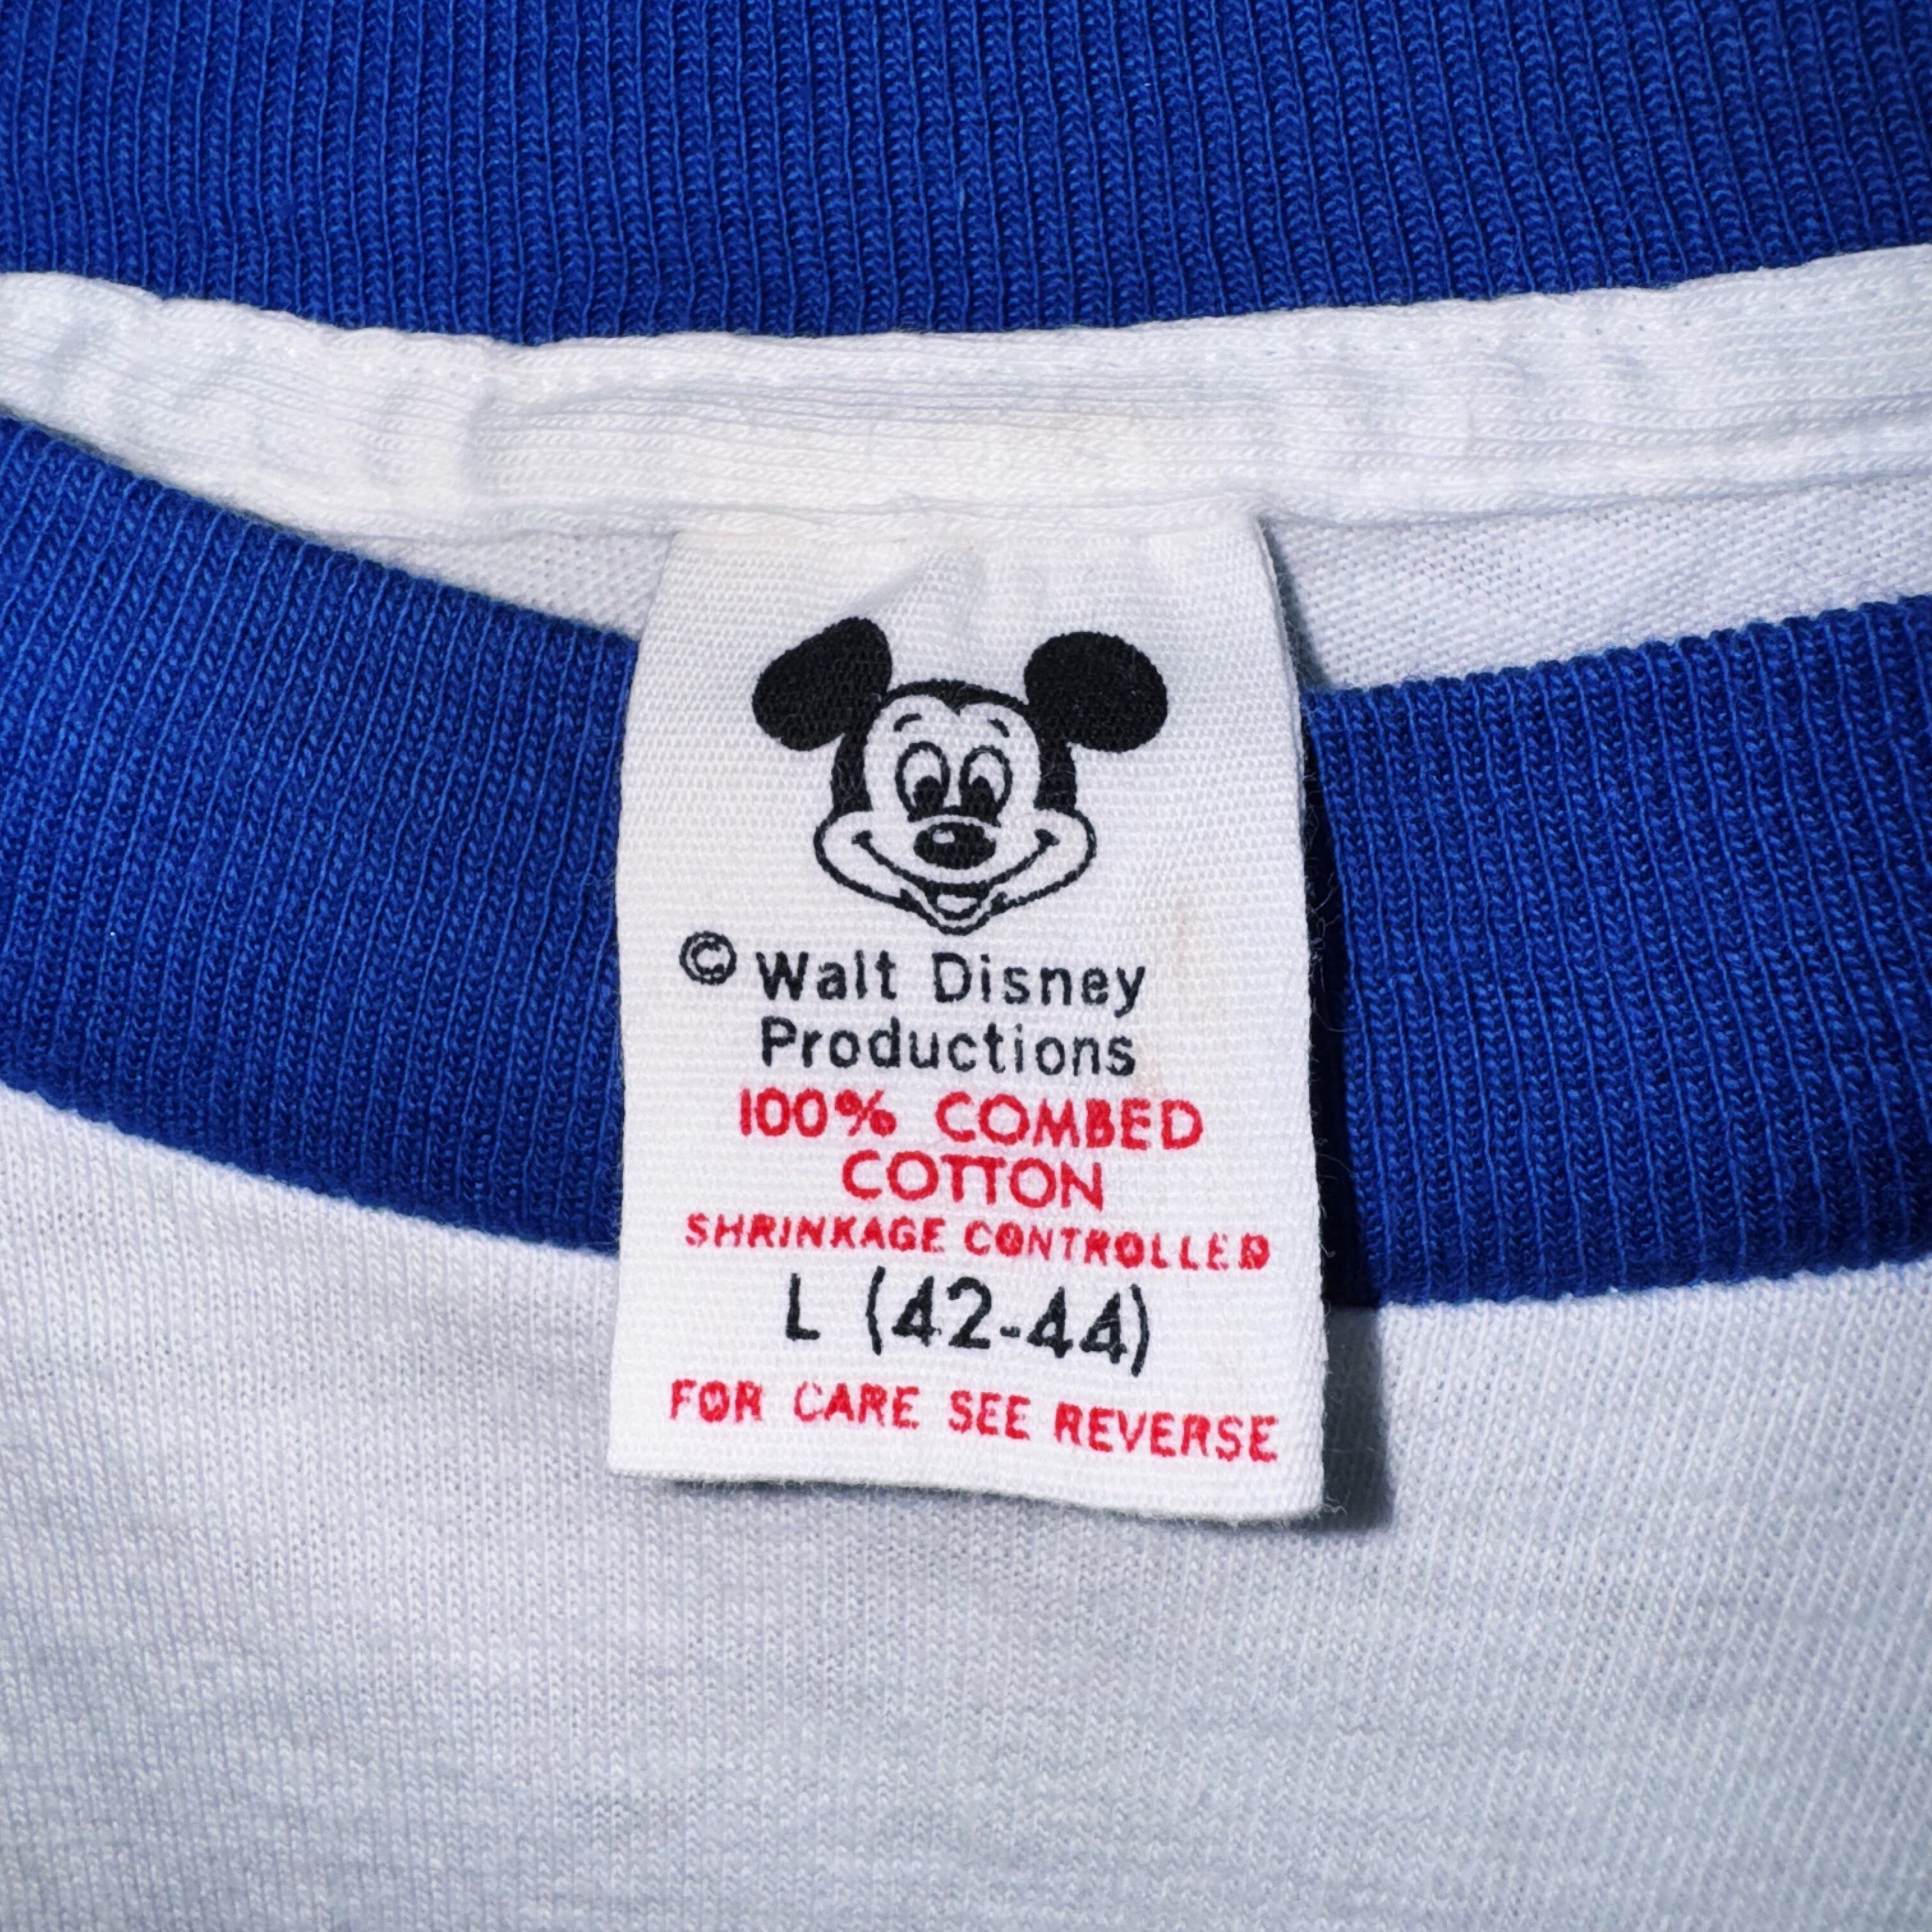 © Walt Disney
Productions
100% COMBED
COTTON
SHRINKAGE CONTROLLED
L (42-44)
FOR CARE SEE REVERSE